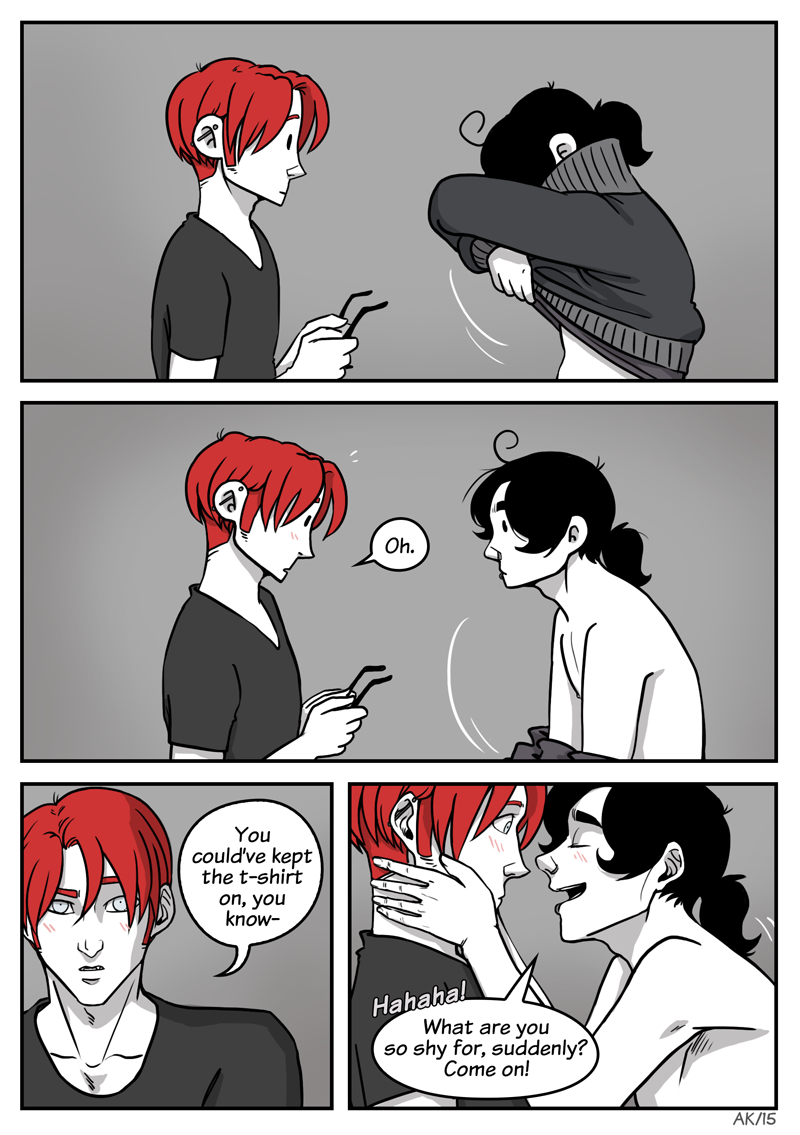 Oh.
You
could've kept
the t-shirt
on, you
know-
Hahaha!
What are you
so shy for, suddenly?
Come on!
AK/15